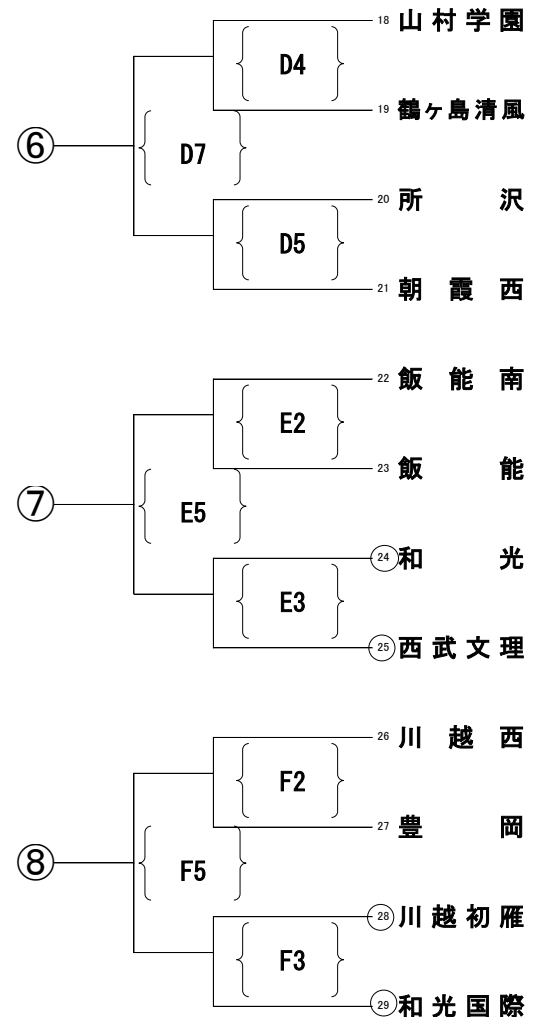 18 山村学園
D4
19 鶴ヶ島清風
⑥
D7
20 所沢
D5
21 朝霞西
22 飯能南
E2
23 飯能
⑦
E5
24 和光
E3
25 西武文理
26 川越西
F2
27 豊岡
⑧
F5
28 川越初雁
F3
29 和光国際